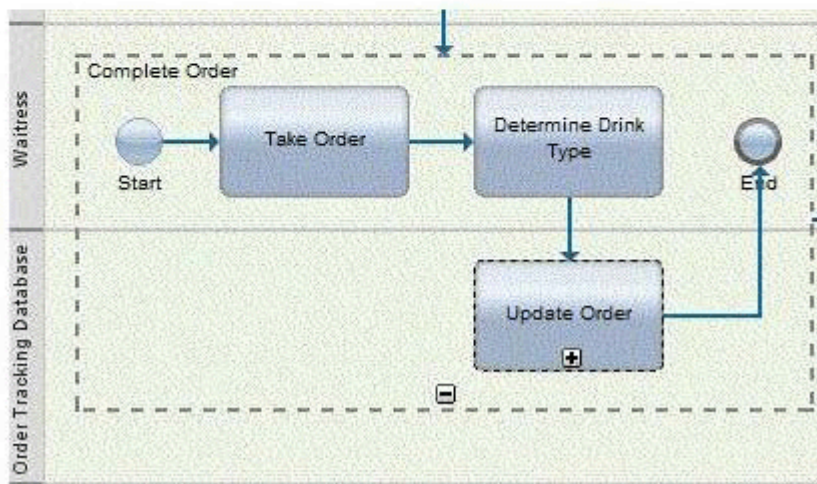 Waitress
Complete Order
Start
Take Order
Determine Drink
Type
End
Order Tracking Database
Update Order